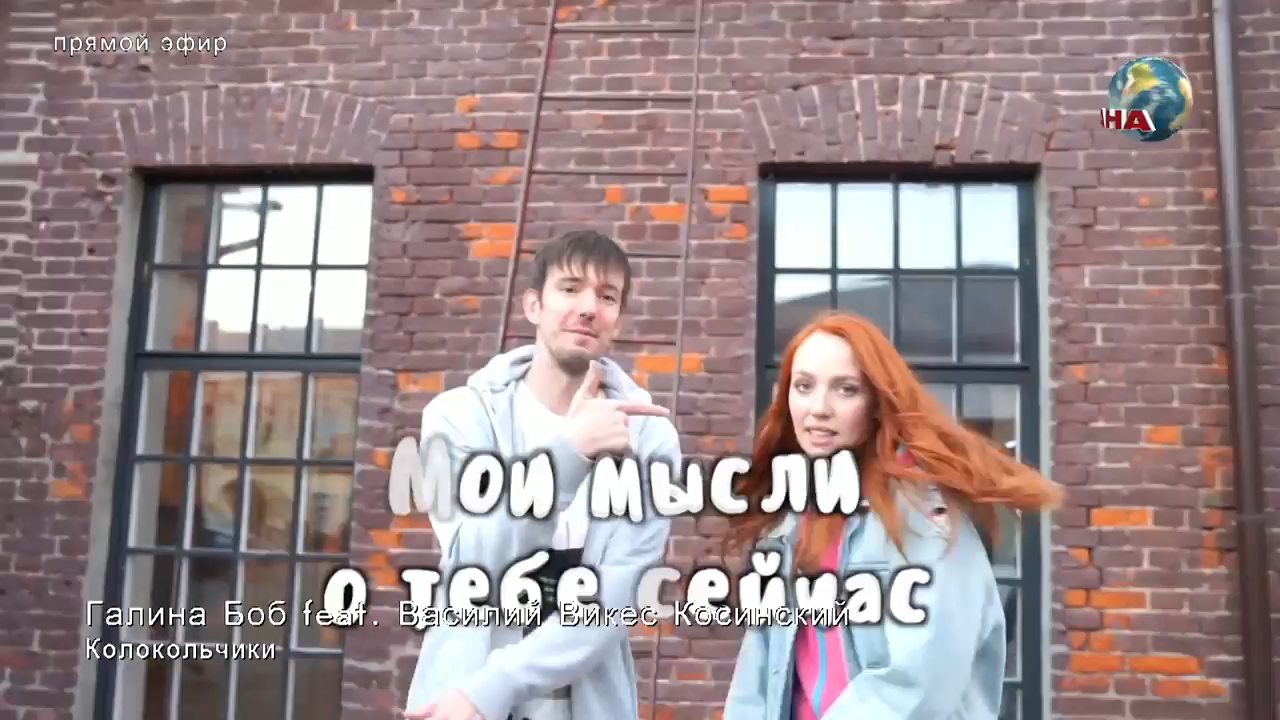 прямой эфир
НА
Мои мысли
о тебе сейчас
Галина Боб feat. Василий Викес Косинский
Колокольчики